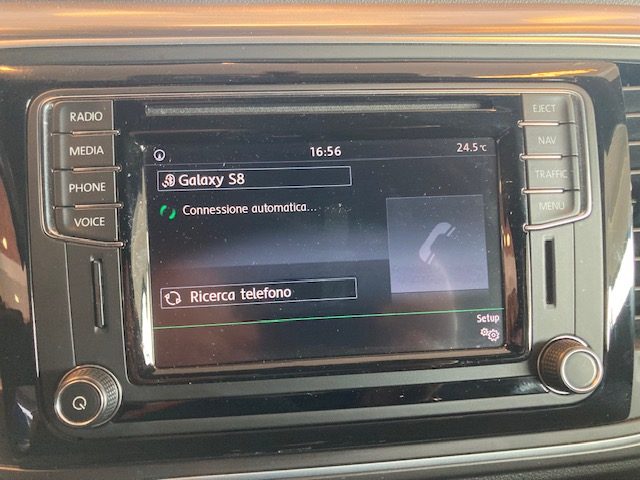 RADIO
MEDIA
PHONE
VOICE
16:56
24.5°C
Galaxy S8
Connessione automatica...
Ricerca telefono
Setup
EJECT
NAV
TRAFFIC
MENU